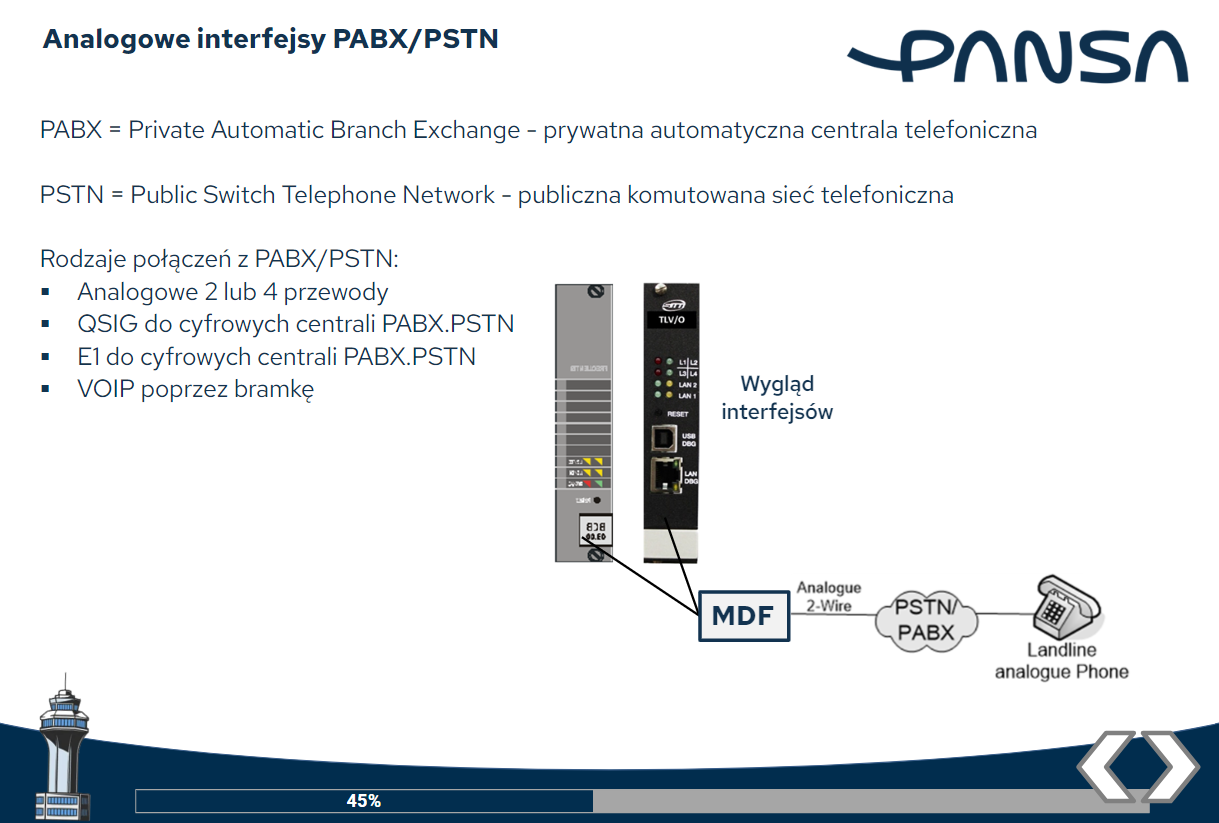 Analogowe interfejsy PABX/PSTN
PANSA
PABX = Private Automatic Branch Exchange - prywatna automatyczna centrala telefoniczna
PSTN = Public Switch Telephone Network - publiczna komutowana sieć telefoniczna
Rodzaje połączeń z PABX/PSTN:
▪ Analogowe 2 lub 4 przewody
▪ QSIG do cyfrowych centrali PABX.PSTN
▪ E1 do cyfrowych centrali PABX.PSTN
▪ VOIP poprzez bramkę
TLV/O
L1 L2
L3 L4
LAN 2
LAN 1
RESET
USB
DBG
LAN
DBG
Wygląd
interfejsów
MDF
Analogue
2-Wire
PSTN/
PABX
Landline
analogue Phone
45%